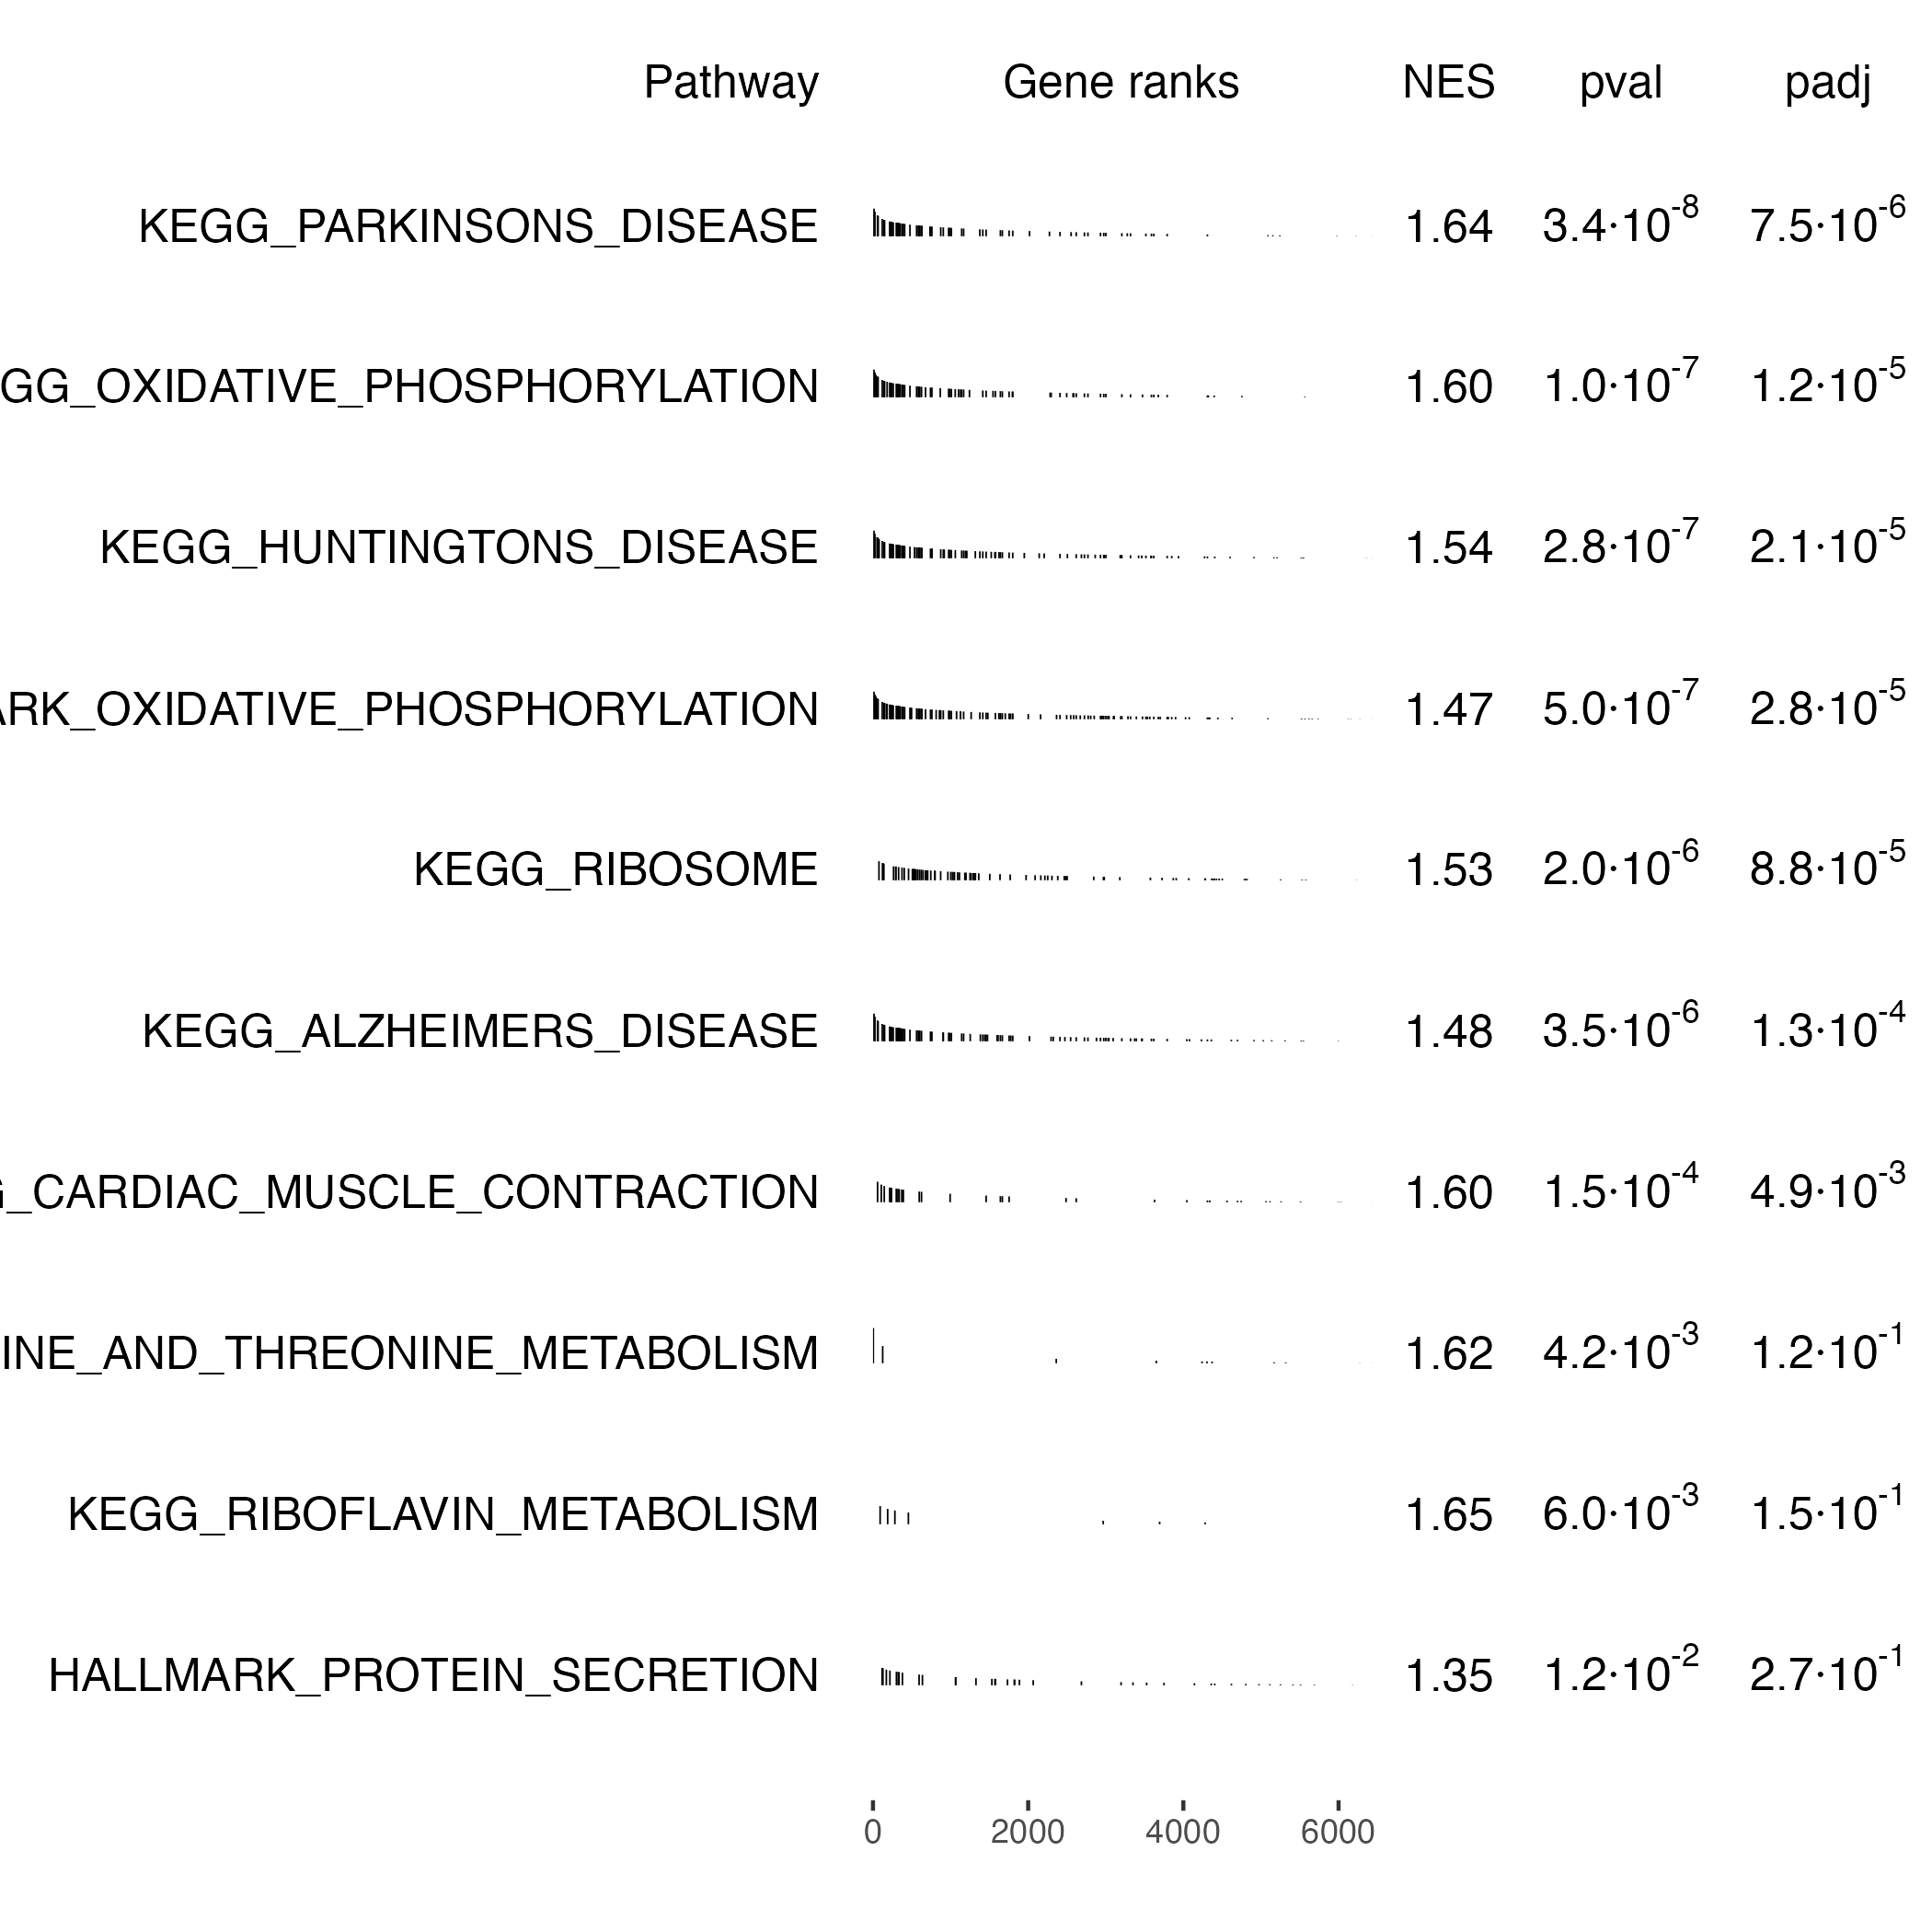 Pathway Gene ranks NES pval padj
KEGG_PARKINSONS_DISEASE 1.64 3.4·10^-8 7.5·10^-6
GG_OXIDATIVE_PHOSPHORYLATION 1.60 1.0·10^-7 1.2·10^-5
KEGG_HUNTINGTONS_DISEASE 1.54 2.8·10^-7 2.1·10^-5
ARK_OXIDATIVE_PHOSPHORYLATION 1.47 5.0·10^-7 2.8·10^-5
KEGG_RIBOSOME 1.53 2.0·10^-6 8.8·10^-5
KEGG_ALZHEIMERS_DISEASE 1.48 3.5·10^-6 1.3·10^-4
G_CARDIAC_MUSCLE_CONTRACTION 1.60 1.5·10^-4 4.9·10^-3
INE_AND_THREONINE_METABOLISM 1.62 4.2·10^-3 1.2·10^-1
KEGG_RIBOFLAVIN_METABOLISM 1.65 6.0·10^-3 1.5·10^-1
HALLMARK_PROTEIN_SECRETION 1.35 1.2·10^-2 2.7·10^-1
0 2000 4000 6000